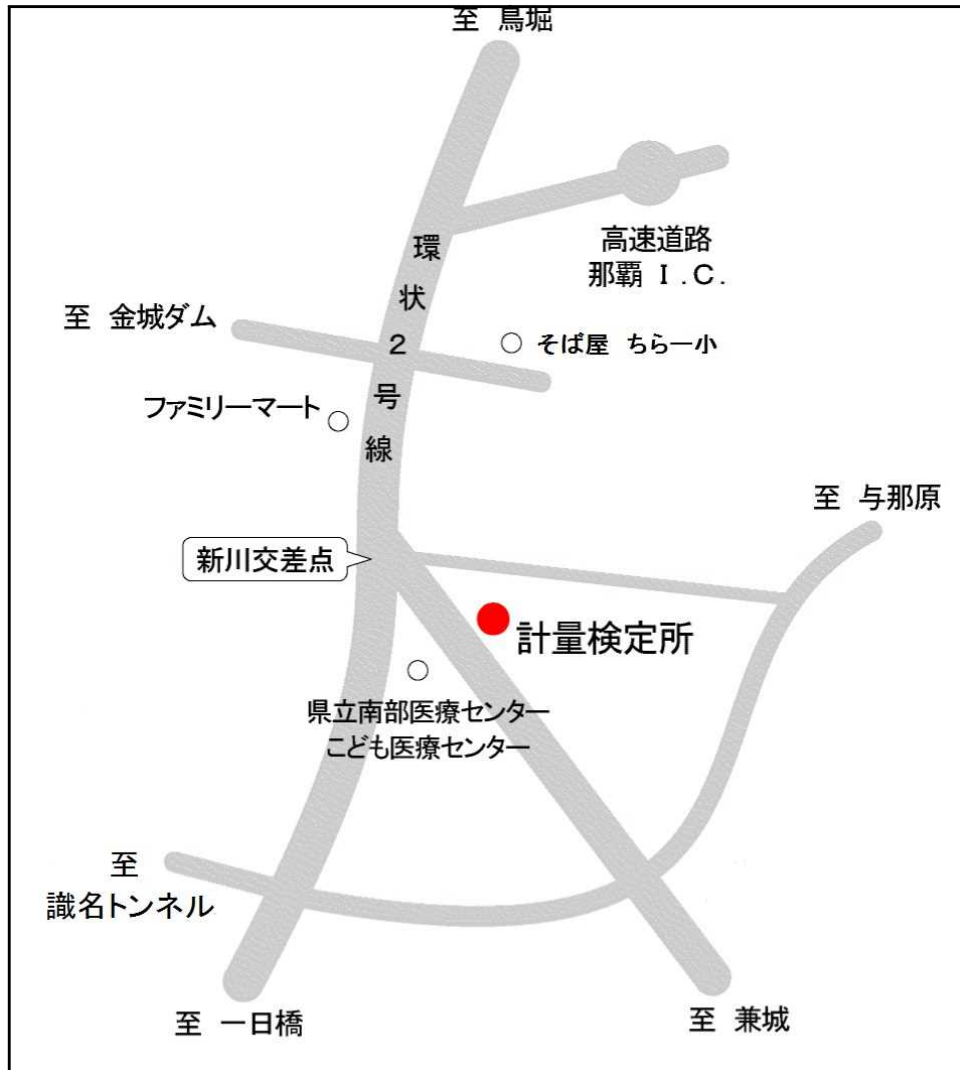 至 鳥堀
高速道路
那覇 I.C.
環状2号線
至 金城ダム
そば屋 ちらー小
ファミリーマート
至 与那原
新川交差点
計量検定所
県立南部医療センター
こども医療センター
至
識名トンネル
至 一日橋
至 兼城